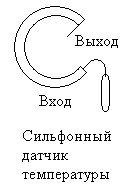 Выход
Вход
Сильфонный
датчик
температуры